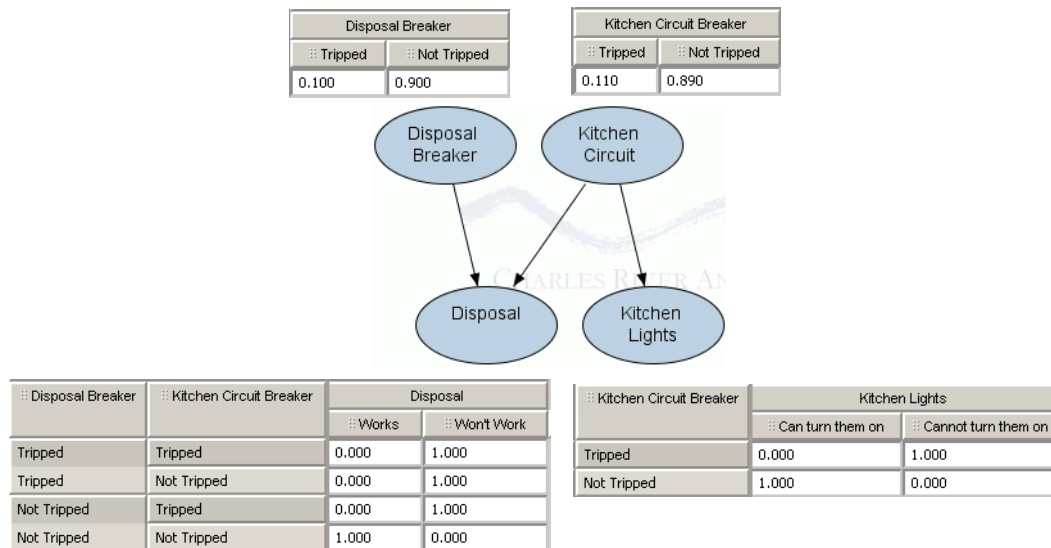 Disposal Breaker
Tripped Not Tripped
0.100 0.900
Kitchen Circuit Breaker
Tripped Not Tripped
0.110 0.890
Disposal
Breaker
Kitchen
Circuit
CHARLES RIVER AN
Disposal
Kitchen
Lights
Disposal Breaker Kitchen Circuit Breaker Disposal
Works Won't Work
Tripped Tripped 0.000 1.000
Tripped Not Tripped 0.000 1.000
Not Tripped Tripped 0.000 1.000
Not Tripped Not Tripped 1.000 0.000
Kitchen Circuit Breaker Kitchen Lights
Can turn them on Cannot turn them on
Tripped 0.000 1.000
Not Tripped 1.000 0.000